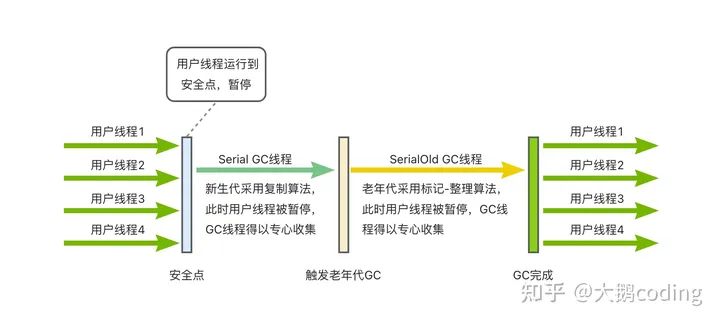 用户线程运行到
安全点，暂停
用户线程1
用户线程2
用户线程3
用户线程4
Serial GC线程
新生代采用复制算法，
此时用户线程被暂停，
GC线程得以专心收集
SerialOld GC线程
老年代采用标记-整理算法，
此时用户线程被暂停，GC线
程得以专心收集
用户线程1
用户线程2
用户线程3
用户线程4
安全点
触发老年代GC
GC完成
知乎 @大鹅coding